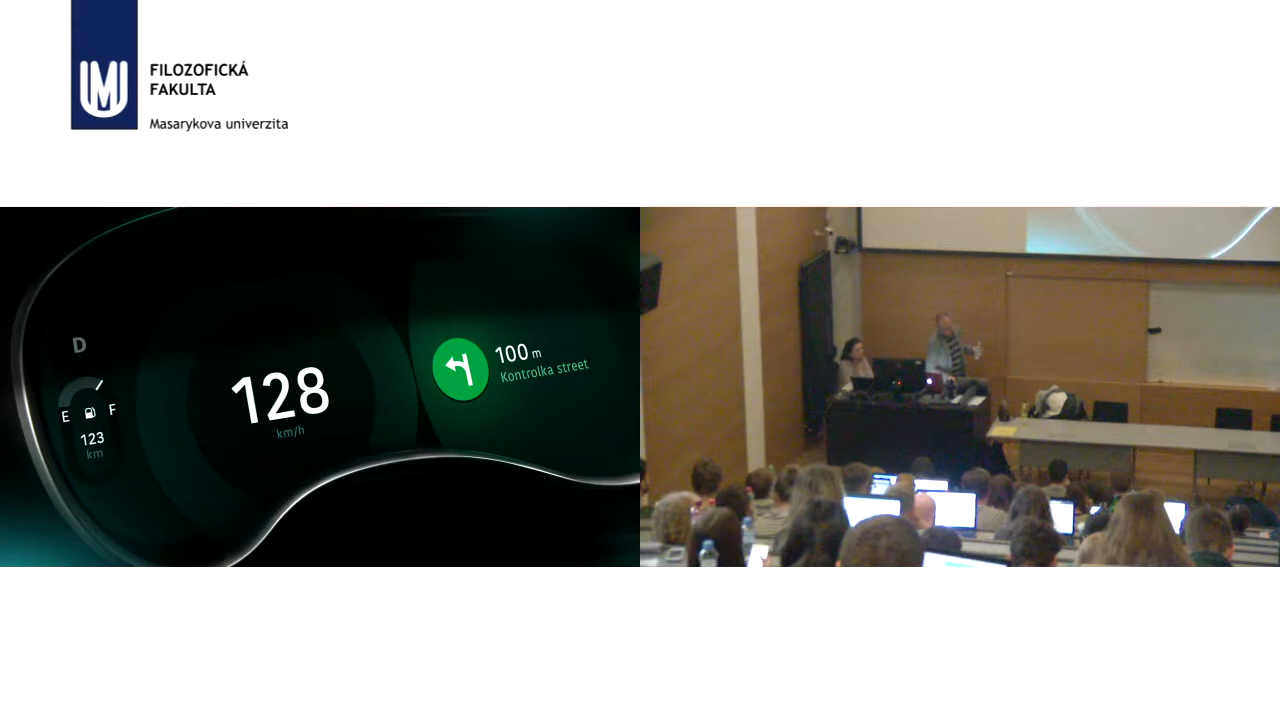 FILOZOFICKÁ
FAKULTA
Masarykova univerzita
D
E F
123
km
128
km/h
100 m
Kontrolka street